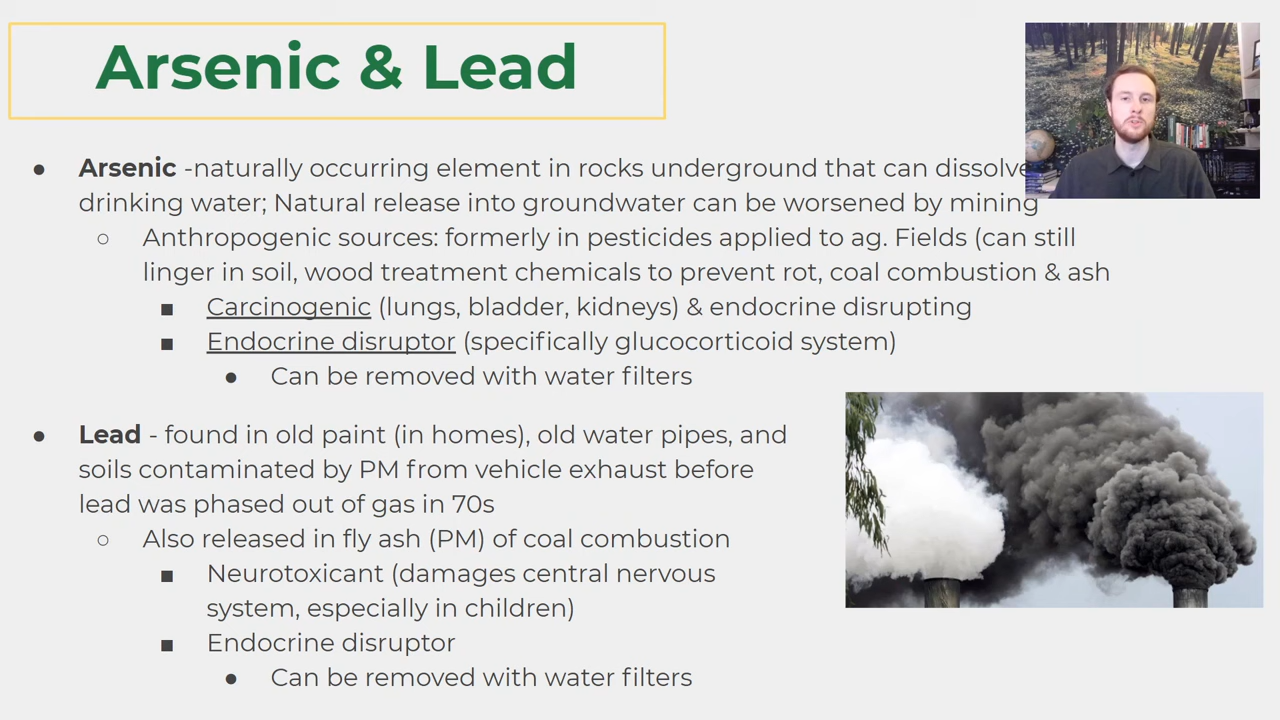 Arsenic & Lead
● Arsenic -naturally occurring element in rocks underground that can dissolve
drinking water; Natural release into groundwater can be worsened by mining
○ Anthropogenic sources: formerly in pesticides applied to ag. Fields (can still
linger in soil, wood treatment chemicals to prevent rot, coal combustion & ash
■ Carcinogenic (lungs, bladder, kidneys) & endocrine disrupting
■ Endocrine disruptor (specifically glucocorticoid system)
● Can be removed with water filters
● Lead - found in old paint (in homes), old water pipes, and
soils contaminated by PM from vehicle exhaust before
lead was phased out of gas in 70s
○ Also released in fly ash (PM) of coal combustion
■ Neurotoxicant (damages central nervous
system, especially in children)
■ Endocrine disruptor
● Can be removed with water filters